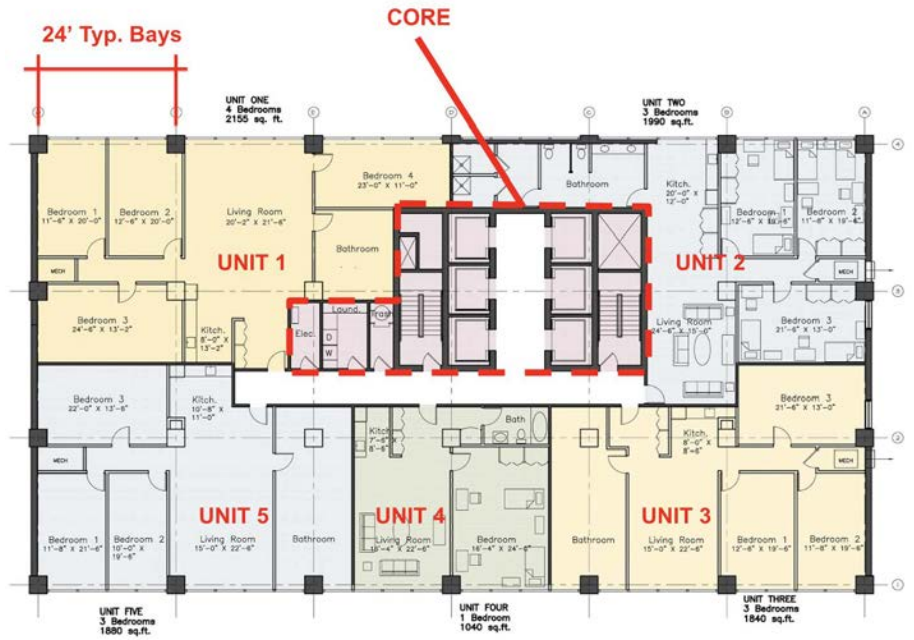 CORE
24' Typ. Bays
UNIT ONE
4 Bedrooms
2155 sq. ft.
UNIT TWO
3 Bedrooms
1990 sq.ft.
E
D
C
B
A
4
Bedroom 1
11'-6" X 20'-0"
Bedroom 2
12'-6" X 20'-0"
Living Room
20'-2" X 21'-8"
Bedroom 4
23'-0" X 11'-0"
Bathroom
Bathroom
Kitch.
20'-0" X
12'-0"
Bedroom 1
12'-6" X 19'-6"
Bedroom 2
11'-8" X 19'-6"
UNIT 1
UNIT 2
MECH
MECH
3
Bedroom 3
24'-6" X 13'-2"
Kitch.
8'-0" X
13'-2"
Elec.
Laund.
D
W
Trash
Living Room
24'-6" X 15'-0"
Bedroom 3
21'-6" X 13'-0"
Bedroom 3
22'-0" X 13'-6"
Kitch.
10'-8" X
11'-0"
Kitch.
7'-6" X
8'-6"
Bath
Kitch.
8'-0" X
8'-6"
Bedroom 3
21'-6" X 13'-0"
2
MECH
MECH
UNIT 5
UNIT 4
UNIT 3
Bedroom 1
11'-8" X 21'-6"
Bedroom 2
10'-0" X
19'-6"
Living Room
15'-0" X 22'-6"
Bathroom
Living Room
Bedroom
16'-4" X 24'-6"
Bathroom
Living Room
15'-0" X 22'-6"
Bedroom 1
12'-6" X 19'-6"
Bedroom 2
11'-8" X 19'-6"
1
UNIT FIVE
3 Bedrooms
1880 sq.ft.
UNIT FOUR
1 Bedroom
1040 sq.ft.
UNIT THREE
3 Bedrooms
1840 sq.ft.